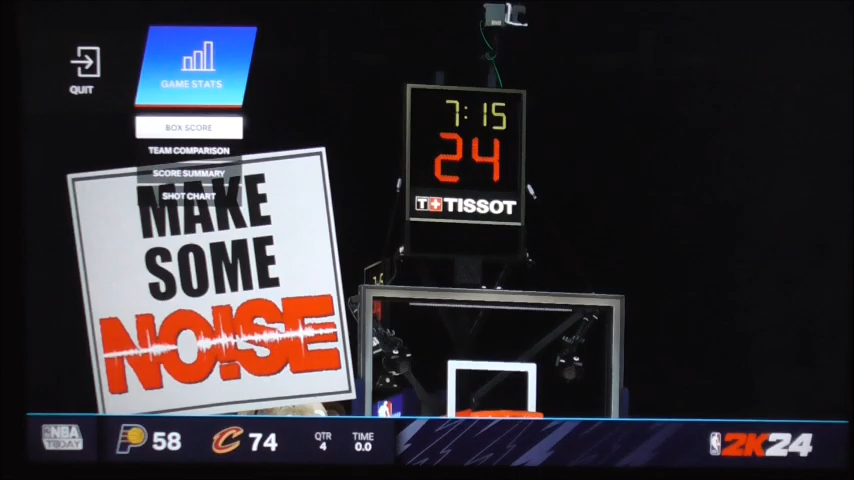 7:15
24
TISSOT
QUIT
GAME STATS
BOX SCORE
TEAM COMPARISON
SCORE SUMMARY
SHOT CHART
MAKE
SOME
NOISE
NBA
TODAY
58
74
QTR
4
TIME
0.0
NBA
2K24